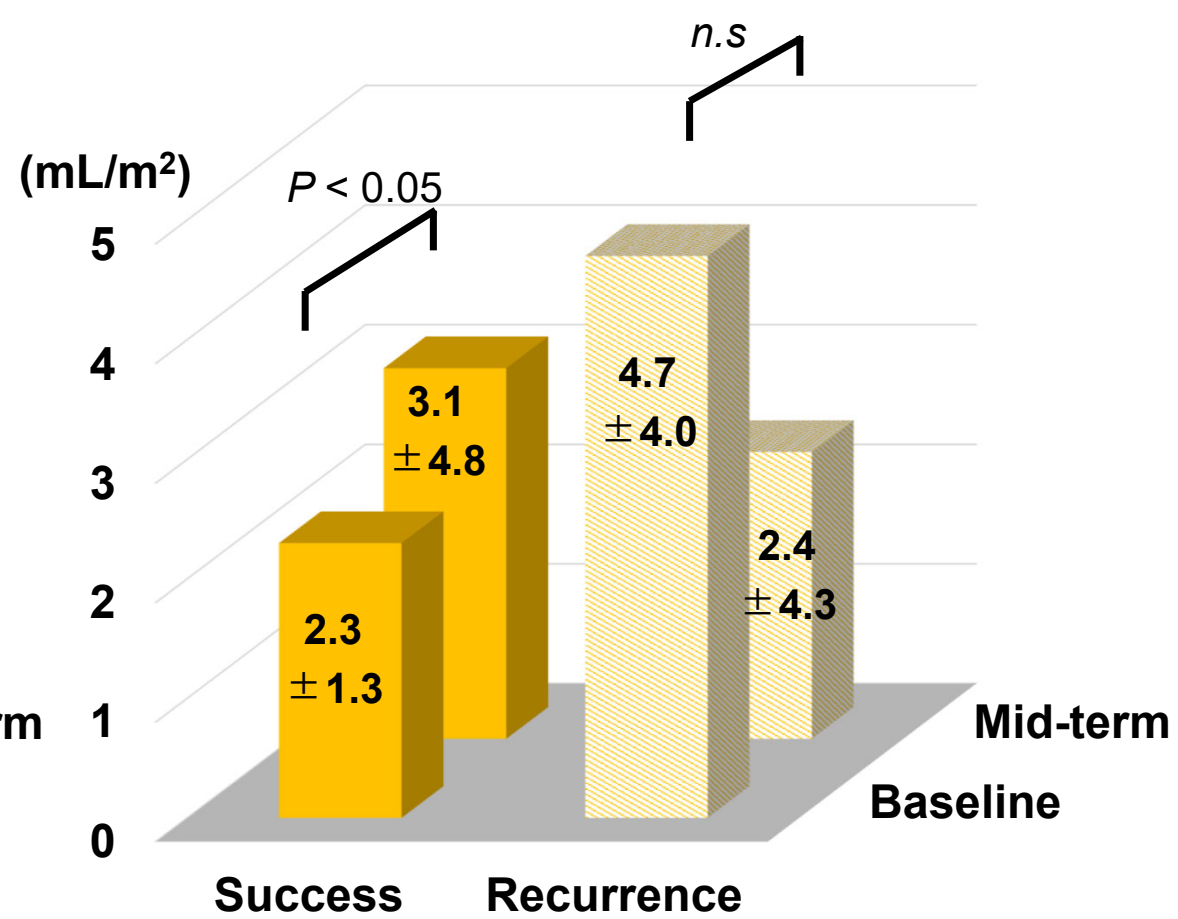 n.s
(mL/m²)
P < 0.05
5
4
3
2
1
0
3.1
±4.8
4.7
±4.0
2.3
±1.3
2.4
±4.3
rm
Mid-term
Baseline
Success Recurrence